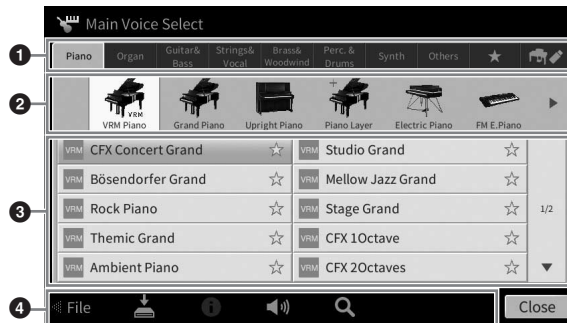 Main Voice Select
1
Piano Organ Guitar& Bass Strings& Vocal Brass& Woodwind Perc. & Drums Synth Others
2
VRM
VRM Piano Grand Piano Upright Piano Piano Layer Electric Piano FM E.Piano
3
VRM CFX Concert Grand VRM Studio Grand
VRM Bösendorfer Grand VRM Mellow Jazz Grand
VRM Rock Piano VRM Stage Grand 1/2
VRM Themic Grand VRM CFX 1Octave
VRM Ambient Piano VRM CFX 2Octaves
4
File Close